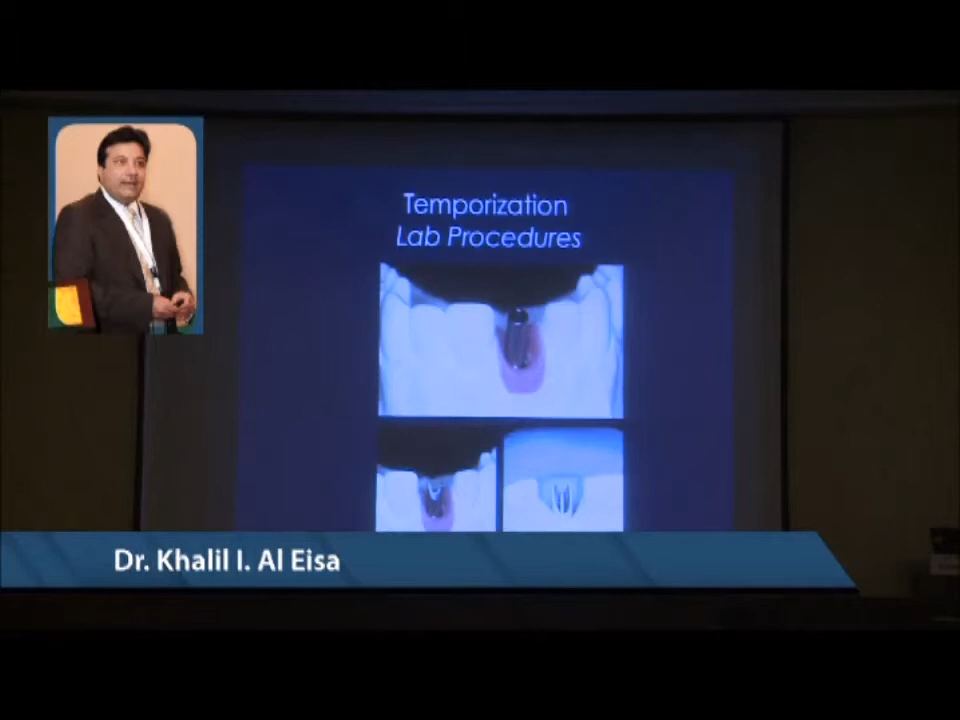 Temporization
Lab Procedures
Dr. Khalil I. Al Eisa